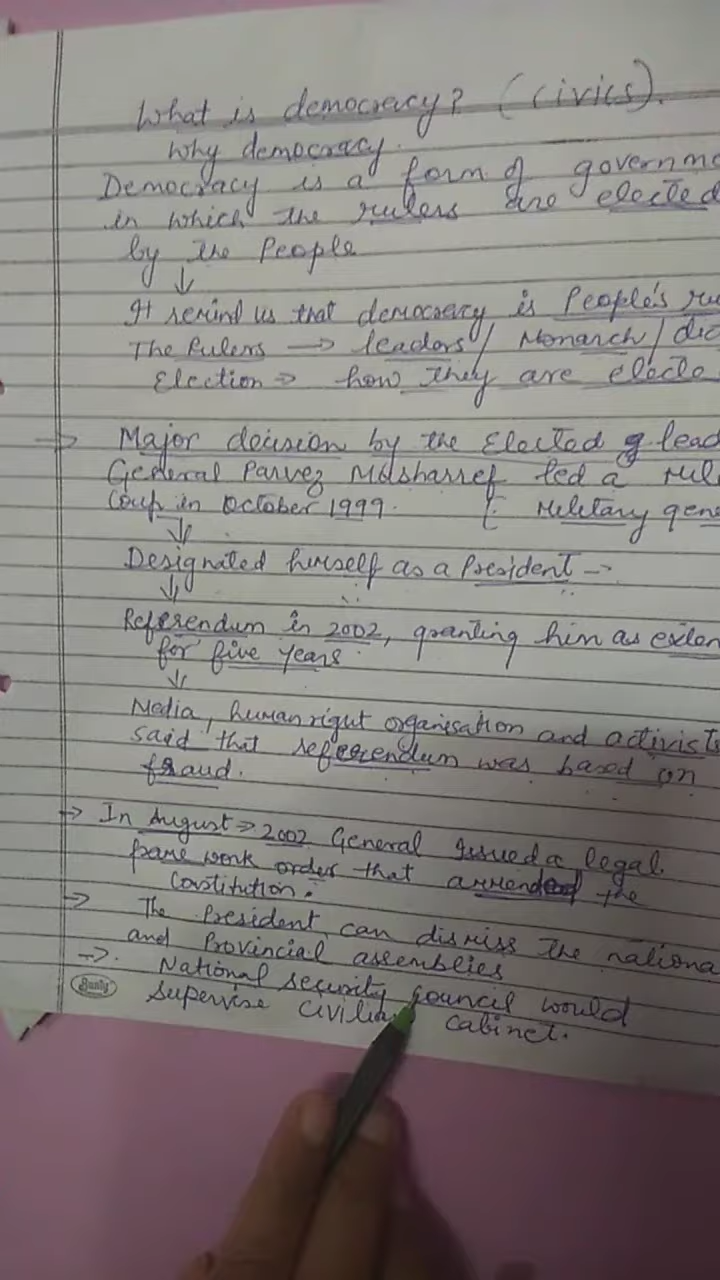 What is democracy? (civics).
Why democracy.
Democracy is a form of governme
in which the rulers are elected
by the People
It remind us that democracy is People's ru
The Rulers → leaders/ Monarch/ dic
Election → how they are electe
→ Major decision by the Elected g lead
General Parvez Molsharref led a mili
Coup in October 1999. [ Military gene
Designated himself as a President –
Referendum in 2002, granting him as exten
for five years.
Media, human right organisation and activists
said that referendum was based on
fraud.
→ In August → 2002 General Issued a legal
frame work order that arrended the
Constitution.
→ The President can dismiss the nationa
and Provincial assemblies
→. National security council would
supervise civilian cabinet.